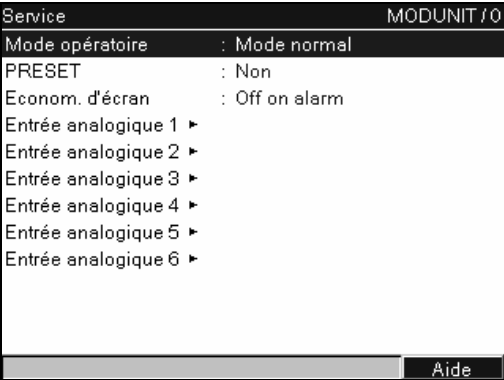 Service MODUNIT / 0
Mode opératoire : Mode normal
PRESET : Non
Econom. d'écran : Off on alarm
Entrée analogique 1 ►
Entrée analogique 2 ►
Entrée analogique 3 ►
Entrée analogique 4 ►
Entrée analogique 5 ►
Entrée analogique 6 ►
Aide